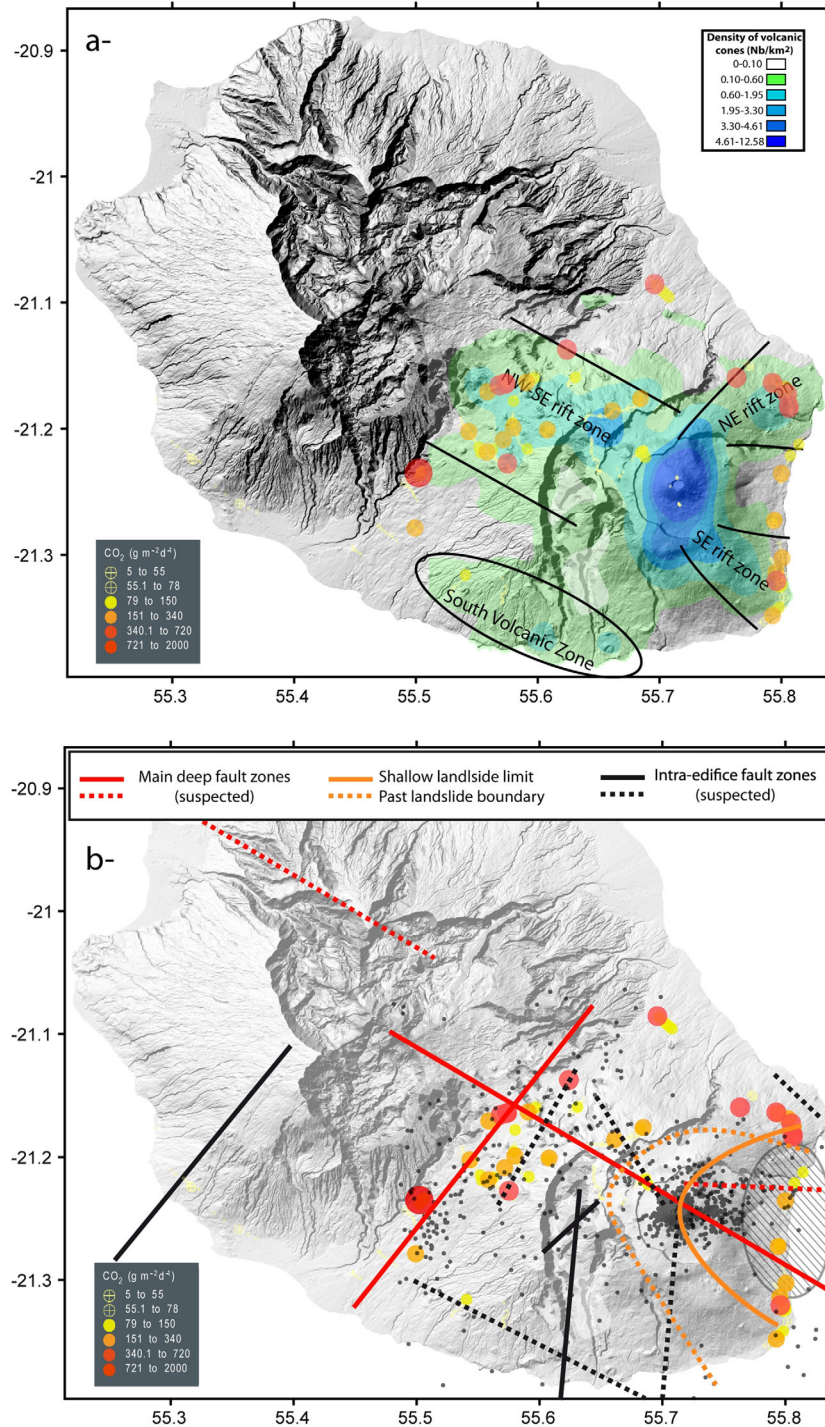 a-
Density of volcanic
cones (Nb/km²)
0-0.10
0.10-0.60
0.60-1.95
1.95-3.30
3.30-4.61
4.61-12.58
-20.9
-21
-21.1
-21.2
-21.3
NW-SE rift zone
NE rift zone
SE rift zone
South Volcanic Zone
CO₂ (g m⁻²d⁻¹)
5 to 55
55.1 to 78
79 to 150
151 to 340
340.1 to 720
721 to 2000
55.3 55.4 55.5 55.6 55.7 55.8
Main deep fault zones
(suspected)
Shallow landlside limit
Past landslide boundary
Intra-edifice fault zones
(suspected)
b-
-20.9
-21
-21.1
-21.2
-21.3
CO₂ (g m⁻²d⁻¹)
5 to 55
55.1 to 78
79 to 150
151 to 340
340.1 to 720
721 to 2000
55.3 55.4 55.5 55.6 55.7 55.8